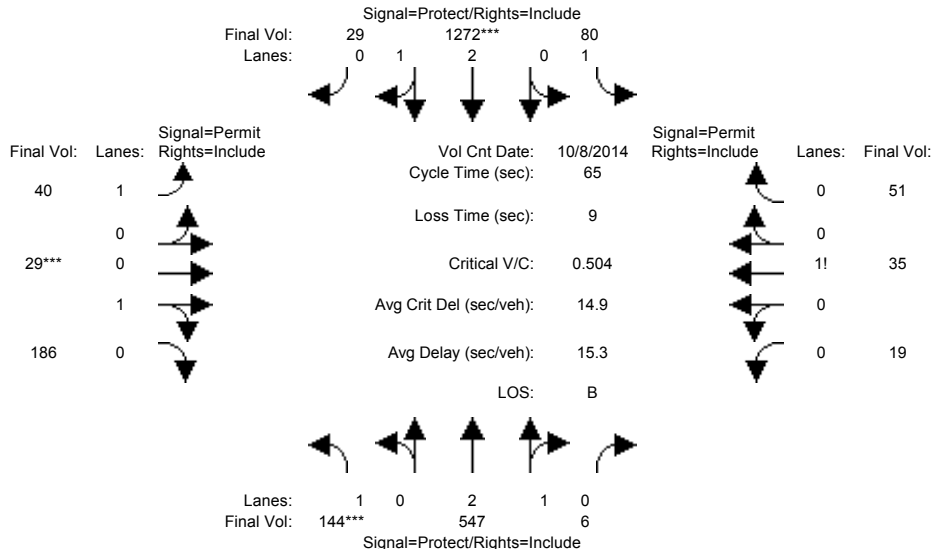 Signal=Protect/Rights=Include
Final Vol: 29 1272*** 80
Lanes: 0 1 2 0 1
Signal=Permit Signal=Permit
Final Vol: Lanes: Rights=Include Vol Cnt Date: 10/8/2014 Rights=Include Lanes: Final Vol:
Cycle Time (sec): 65
40 1 0 51
Loss Time (sec): 9
0 0
29*** 0 Critical V/C: 0.504 1! 35
1 Avg Crit Del (sec/veh): 14.9 0
186 0 Avg Delay (sec/veh): 15.3 0 19
LOS: B
Lanes: 1 0 2 1 0
Final Vol: 144*** 547 6
Signal=Protect/Rights=Include